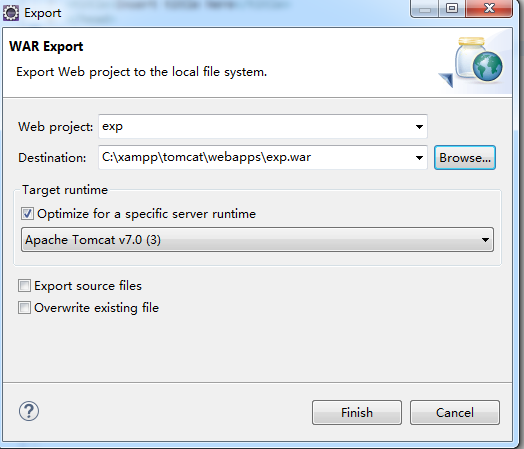 Export
WAR Export
Export Web project to the local file system.
Web project: exp
Destination: C:\xampp\tomcat\webapps\exp.war Browse...
Target runtime
Optimize for a specific server runtime
Apache Tomcat v7.0 (3)
Export source files
Overwrite existing file
Finish Cancel